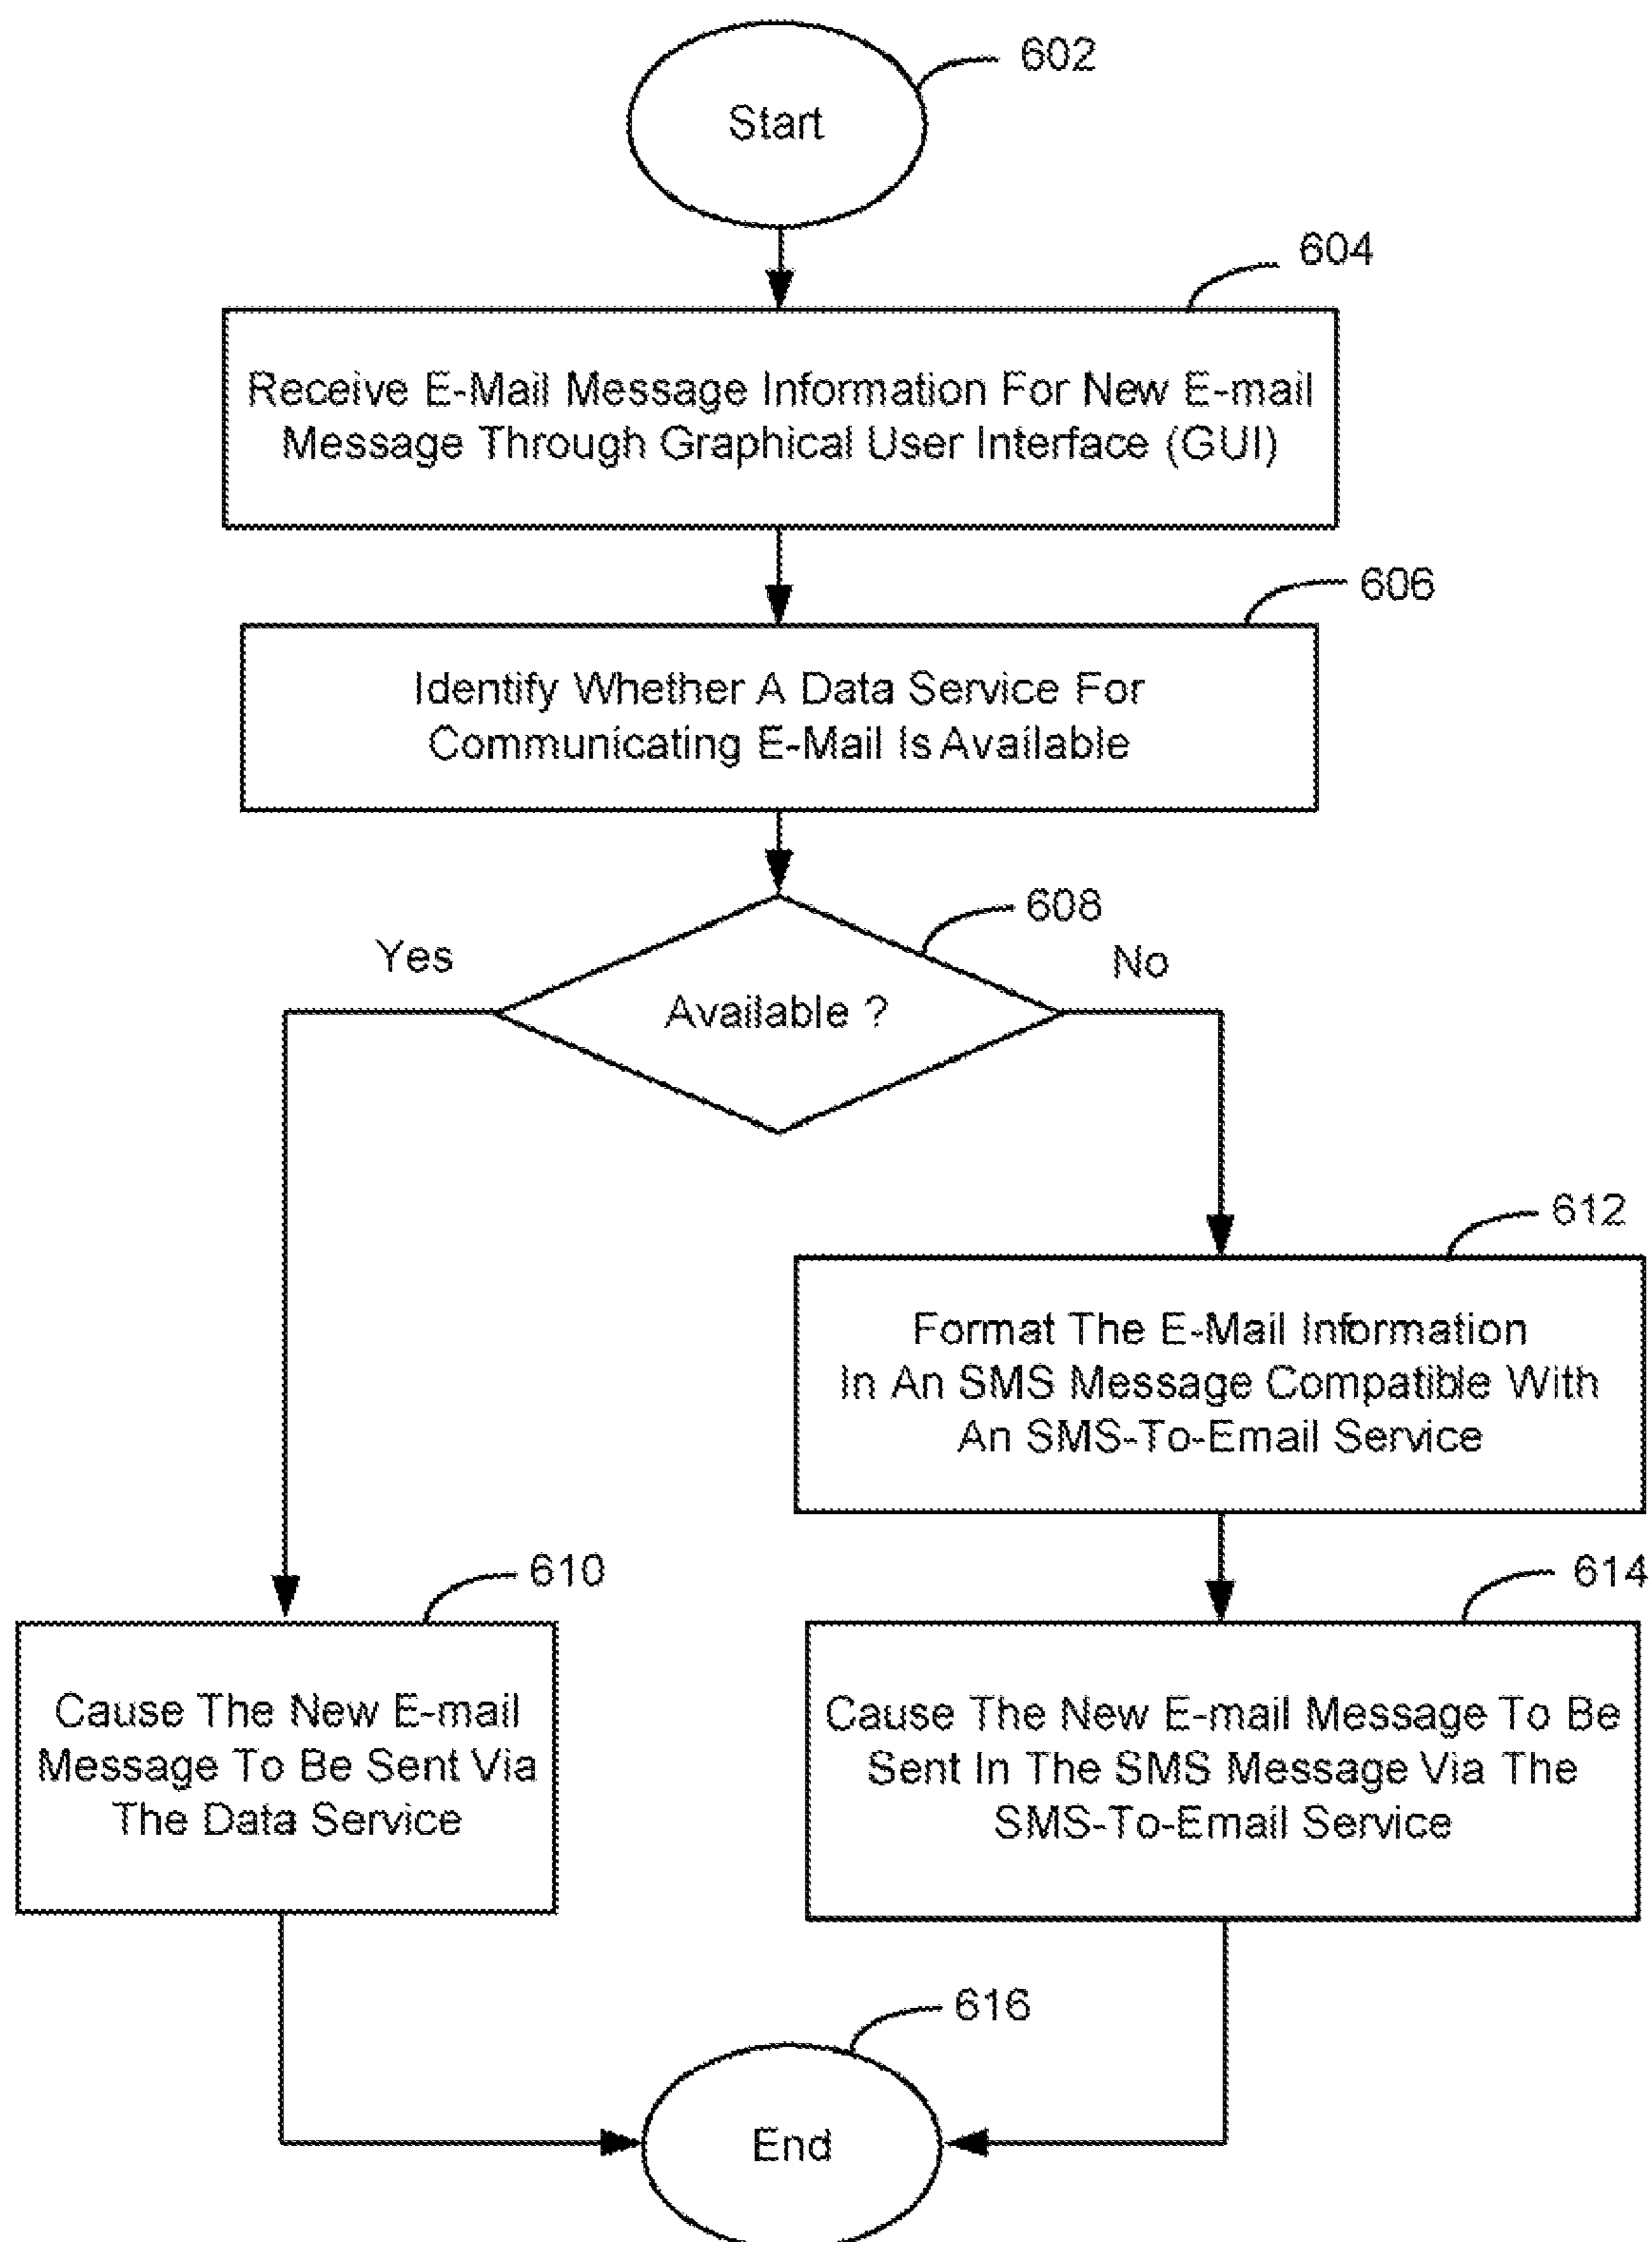 602
Start
604
Receive E-Mail Message Information For New E-mail
Message Through Graphical User Interface (GUI)
606
Identify Whether A Data Service For
Communicating E-Mail Is Available
608
Yes
No
Available ?
612
Format The E-Mail Information
In An SMS Message Compatible With
An SMS-To-Email Service
610
614
Cause The New E-mail
Message To Be Sent Via
The Data Service
Cause The New E-mail Message To Be
Sent In The SMS Message Via The
SMS-To-Email Service
616
End